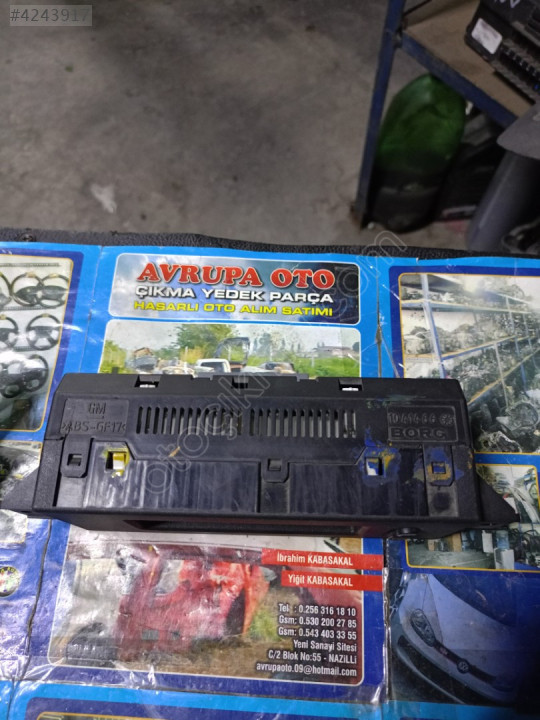 #4243917
AVRUPA OTO
ÇIKMA YEDEK PARÇA
HASARLI OTO ALIM SATIMI
GM
BORG
İbrahim KABASAKAL
Yiğit KABASAKAL
Tel : 0 256 316 18 10
Gsm: 0.530 200 27 85
Gsm: 0.543 403 33 55
Yeni Sanayi Sitesi
C/2 Blok No:55 - NAZiLLi
avrupaoto.09@hotmail.com